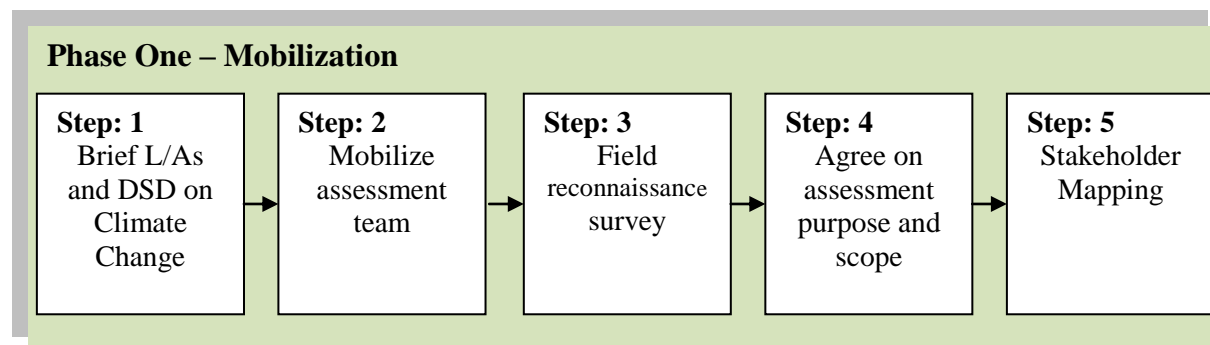 Phase One – Mobilization
Step: 1
Brief L/As
and DSD on
Climate
Change
Step: 2
Mobilize
assessment
team
Step: 3
Field
reconnaissance
survey
Step: 4
Agree on
assessment
purpose and
scope
Step: 5
Stakeholder
Mapping